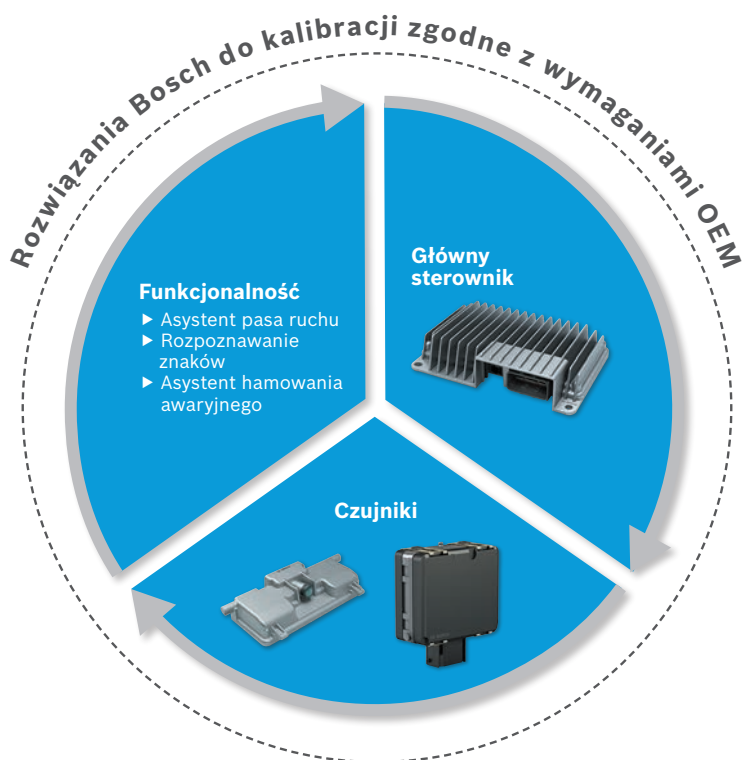 Rozwiązania Bosch do kalibracji zgodne z wymaganiami OEM
Główny
sterownik
Funkcjonalność
▶ Asystent pasa ruchu
▶ Rozpoznawanie
znaków
▶ Asystent hamowania
awaryjnego
Czujniki